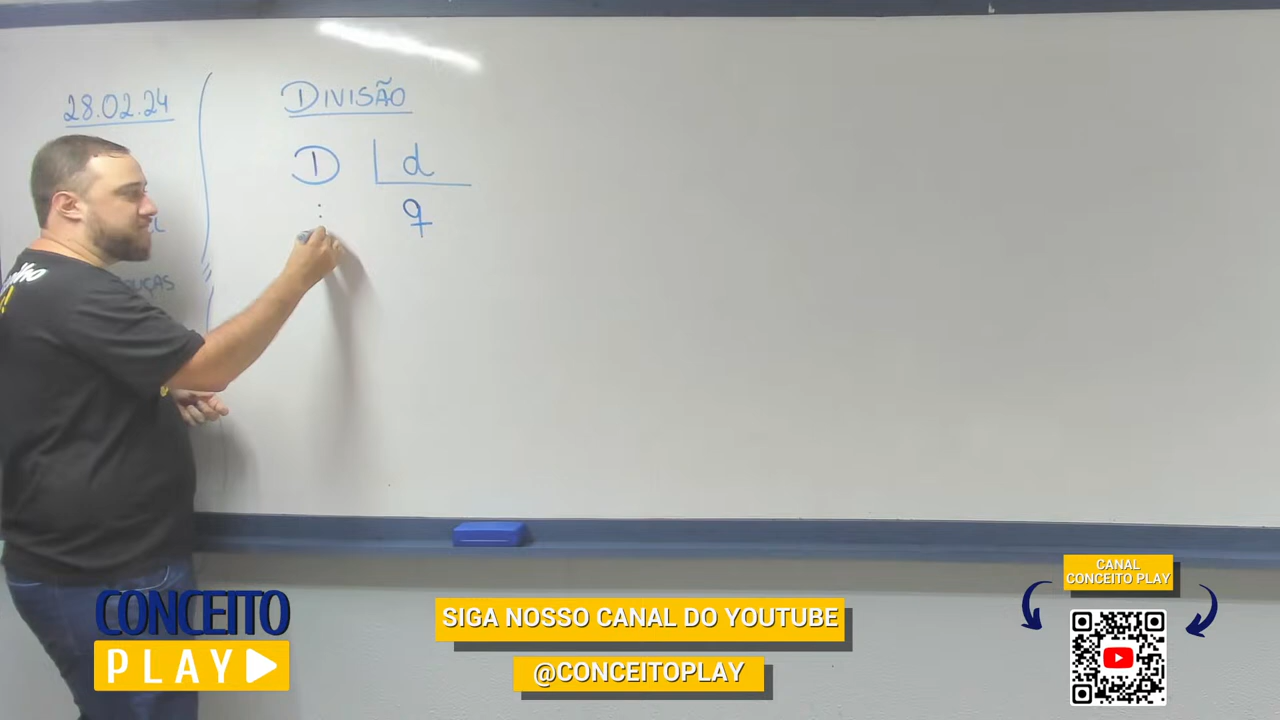 28.02.24
DIVISÃO
D d
: q
CONCEITO
PLAY
SIGA NOSSO CANAL DO YOUTUBE
@CONCEITOPLAY
CANAL
CONCEITO PLAY